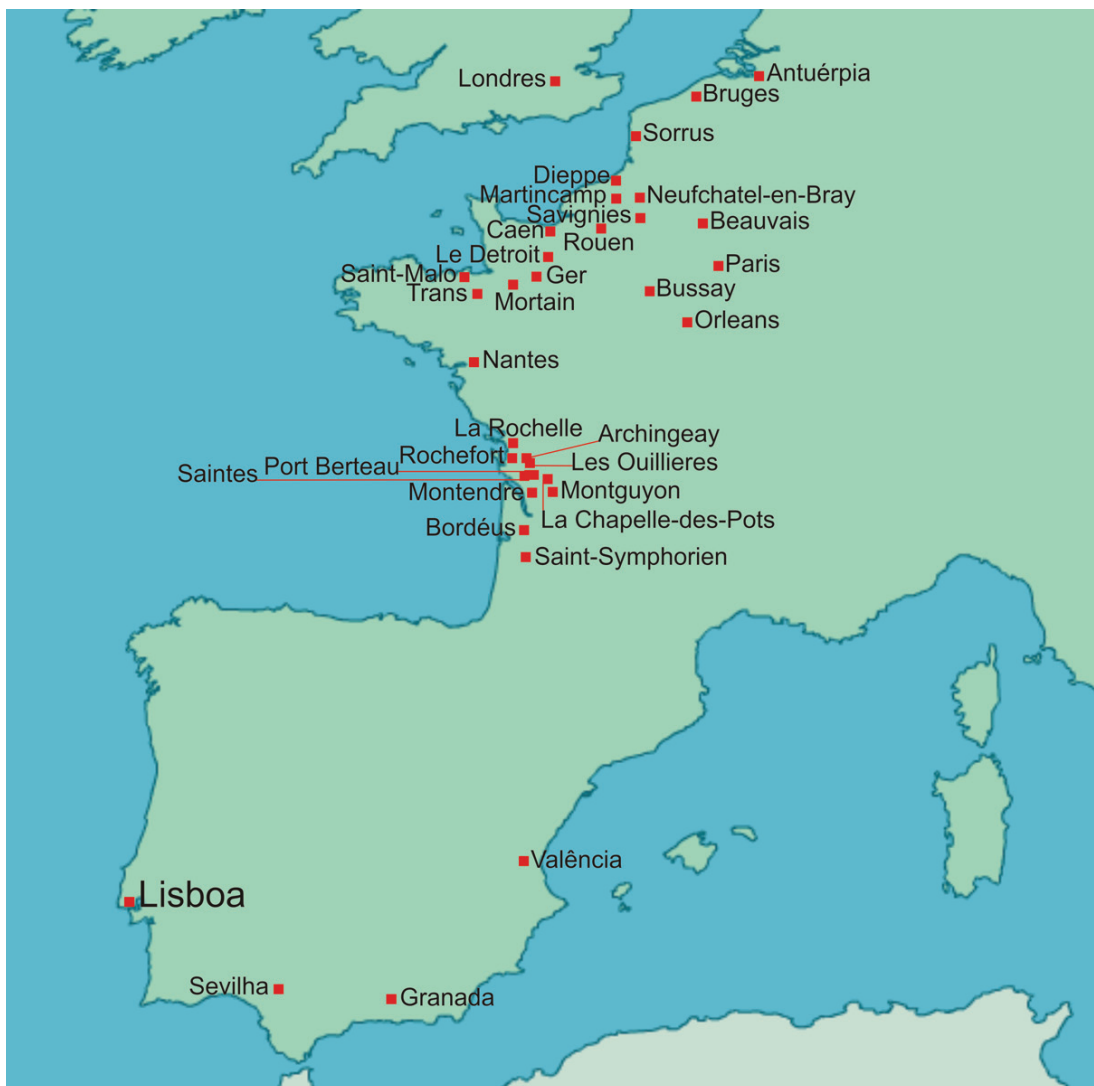 Londres
Antuérpia
Bruges
Sorrus
Dieppe
Martincamp
Neufchatel-en-Bray
Savignies
Beauvais
Caen
Rouen
Le Detroit
Paris
Saint-Malo
Ger
Trans
Mortain
Bussay
Orleans
Nantes
La Rochelle
Archingeay
Rochefort
Les Ouillieres
Port Berteau
Saintes
Montendre
Montguyon
La Chapelle-des-Pots
Bordéus
Saint-Symphorien
Valência
Lisboa
Sevilha
Granada